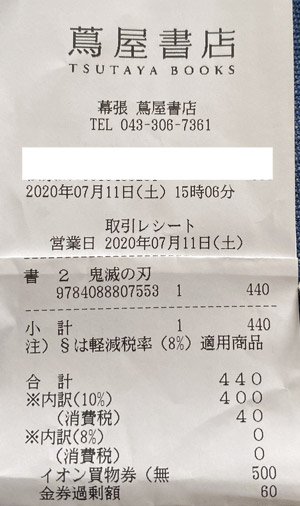 蔦屋書店
TSUTAYA BOOKS
幕張 蔦屋書店
TEL 043-306-7361
2020年07月11日(土) 15時06分
取引レシート
営業日 2020年07月11日(土)
書 2 鬼滅の刃
9784088807553 1 440
小 計 1 440
注) §は軽減税率 (8%) 適用商品
合 計 440
※内訳(10%) 400
(消費税) 40
※内訳(8%) 0
(消費税) 0
イオン買物券(無 500
金券過剰額 60